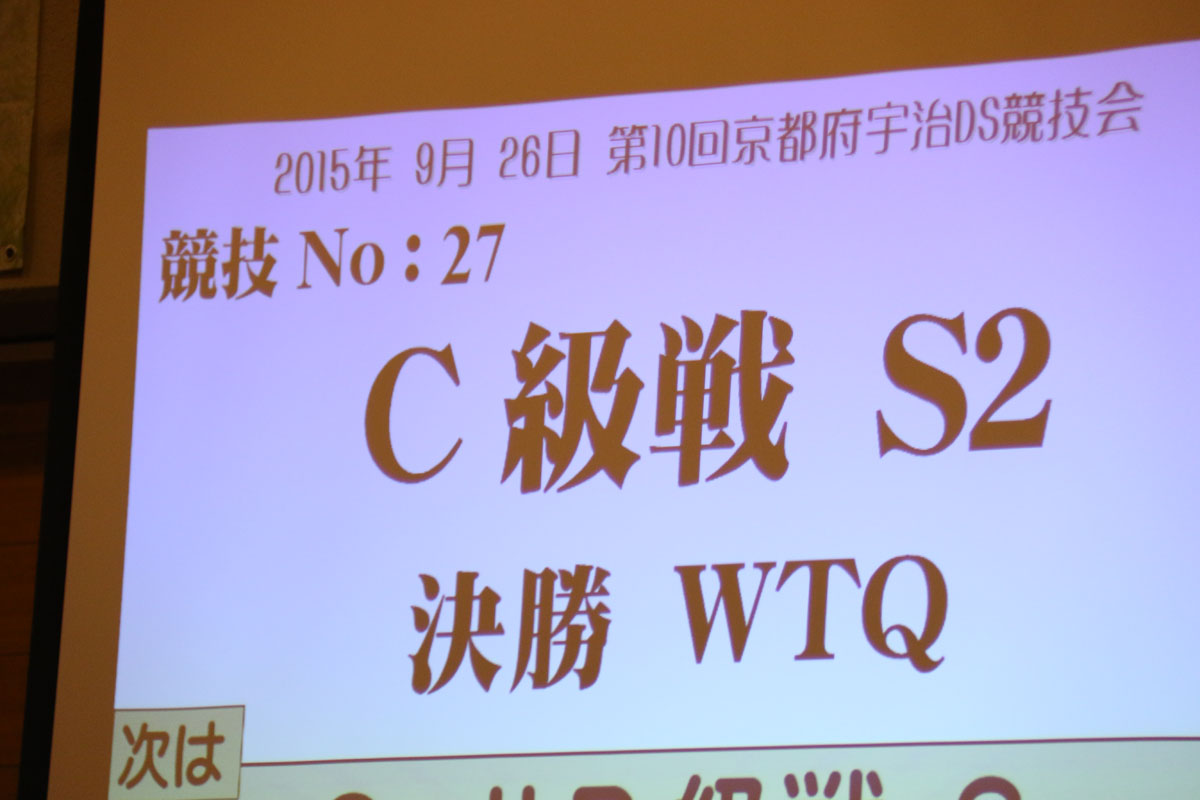 2015年 9月 26日 第10回京都府宇治DS競技会
競技 No：27
C 級戦 S2
決勝 WTQ
次は